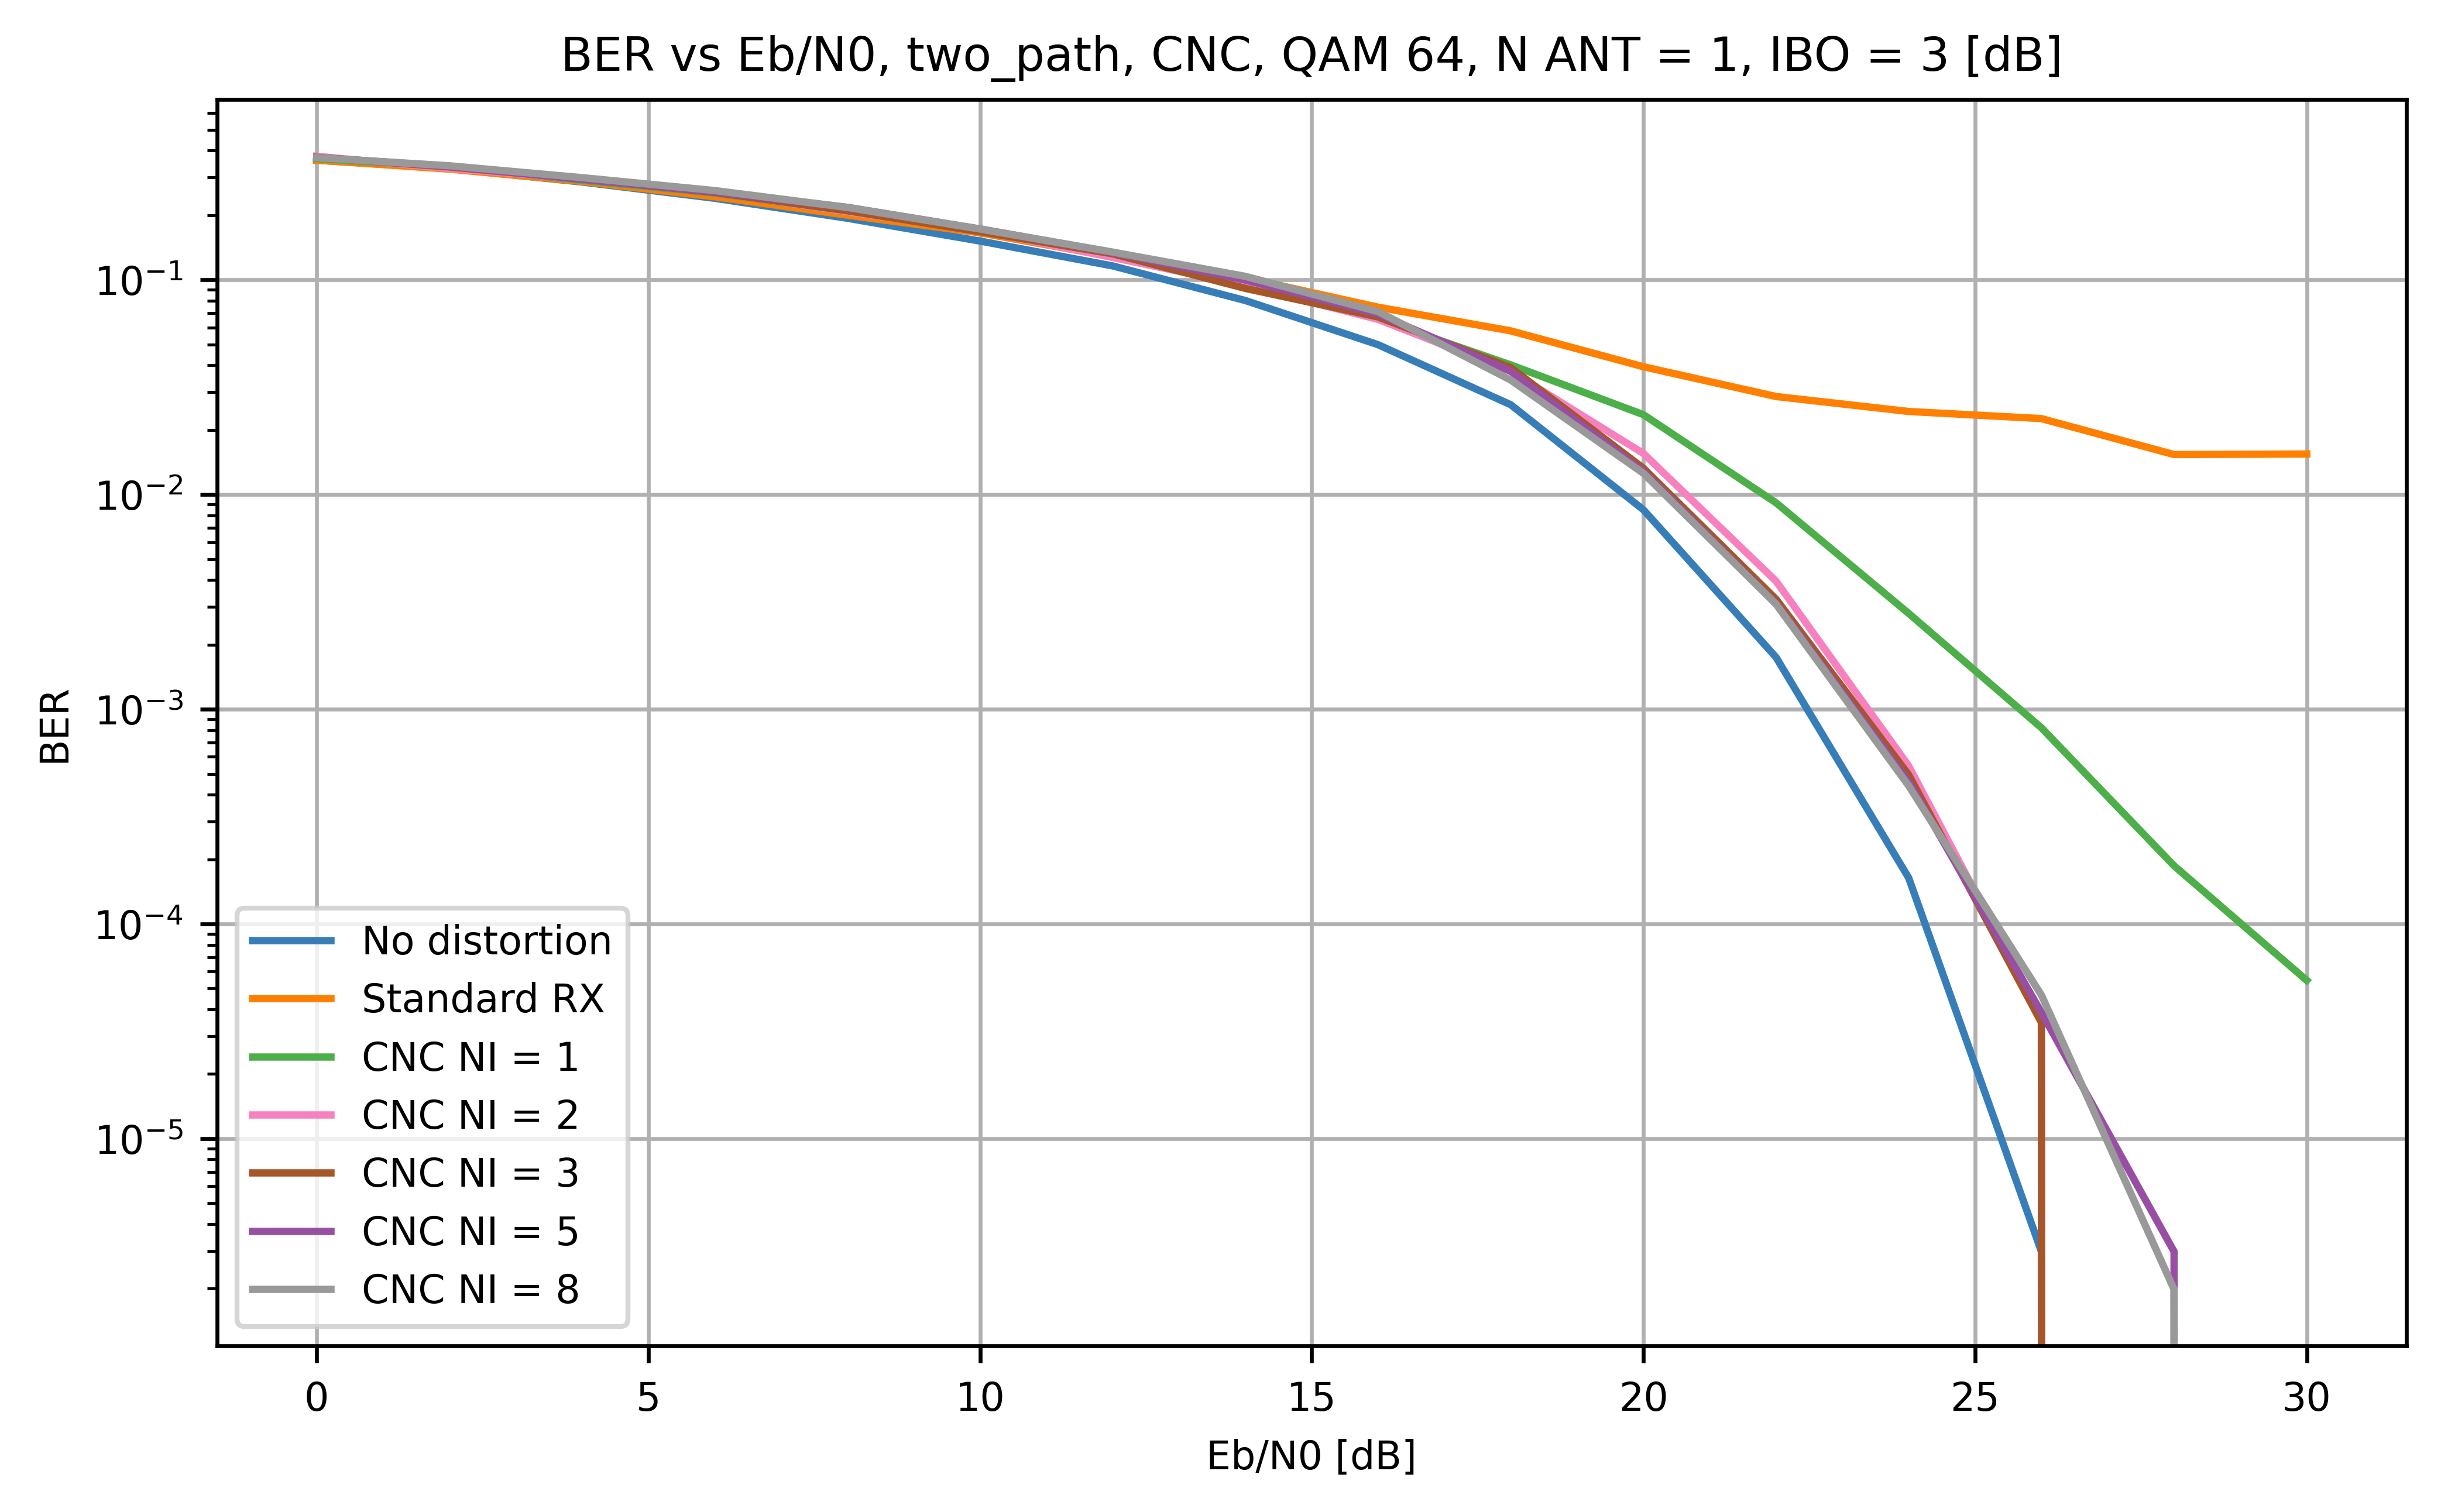 BER vs Eb/N0, two_path, CNC, QAM 64, N ANT = 1, IBO = 3 [dB]
BER
10⁻¹
10⁻²
10⁻³
10⁻⁴
10⁻⁵
No distortion
Standard RX
CNC NI = 1
CNC NI = 2
CNC NI = 3
CNC NI = 5
CNC NI = 8
0 5 10 15 20 25 30
Eb/N0 [dB]